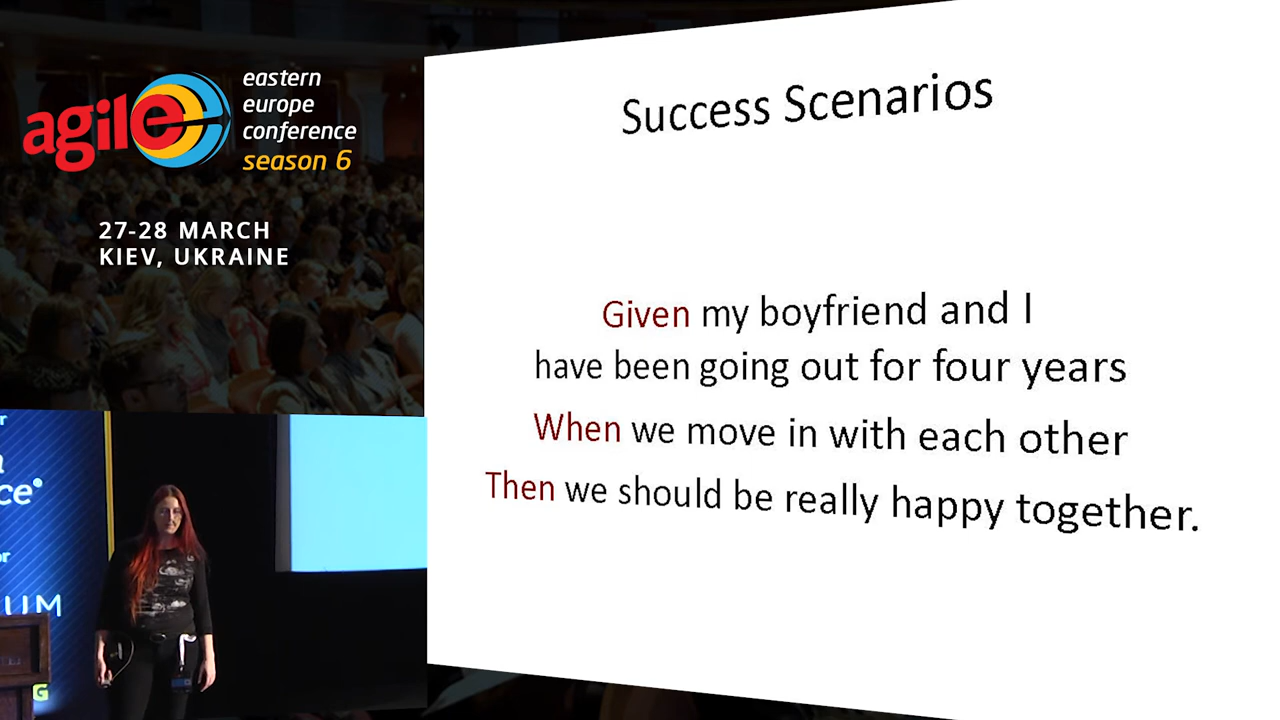 agilee
eastern
europe
conference
season 6
27-28 MARCH
KIEV, UKRAINE
Success Scenarios
Given my boyfriend and I
have been going out for four years
When we move in with each other
Then we should be really happy together.